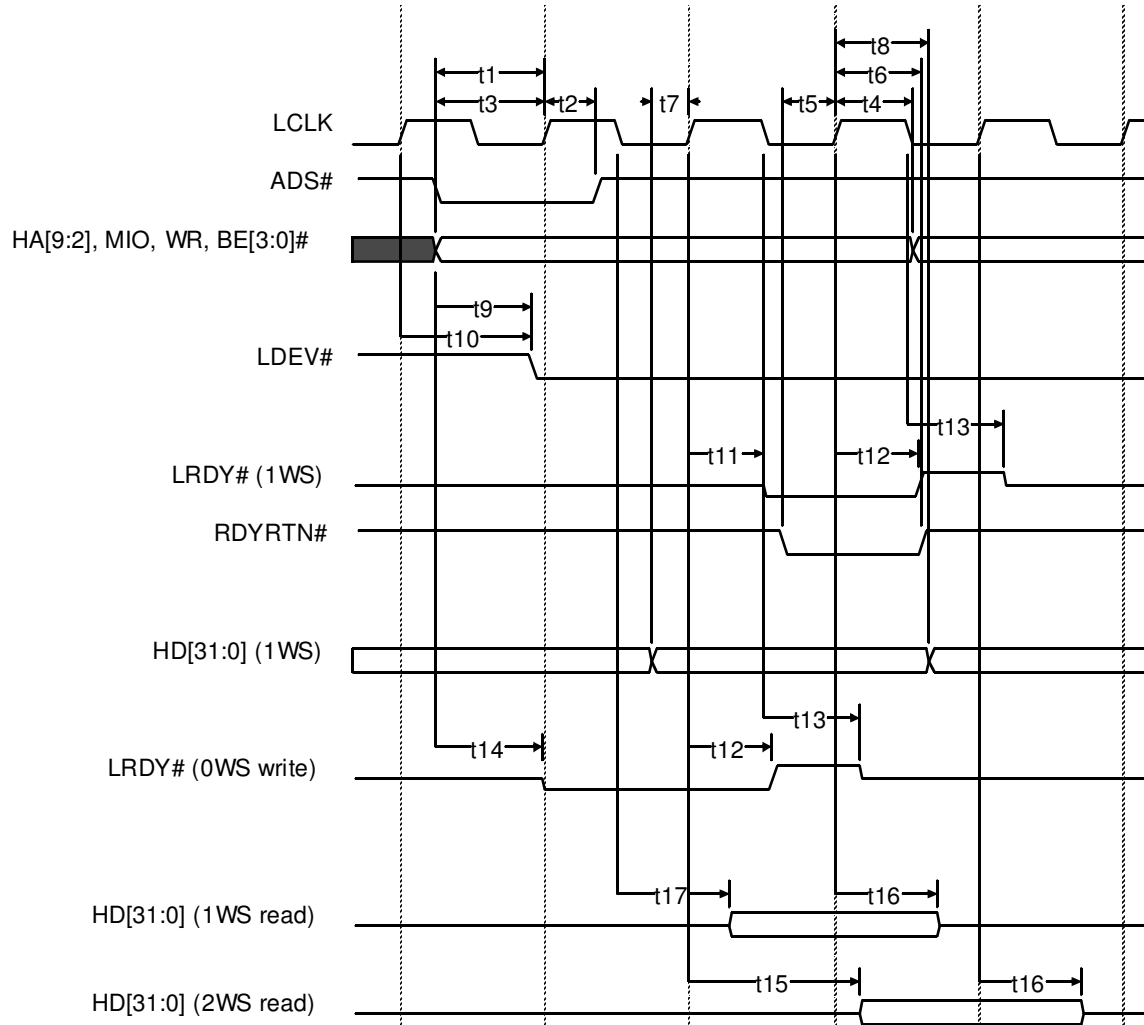 t8
t1 t6
t3 t2 t7 t5 t4
LCLK
ADS#
HA[9:2], MIO, WR, BE[3:0]#
t9
t10
LDEV#
t13
t11 t12
LRDY# (1WS)
RDYRTN#
HD[31:0] (1WS)
t13
t14 t12
LRDY# (0WS write)
t17 t16
HD[31:0] (1WS read)
t15 t16
HD[31:0] (2WS read)